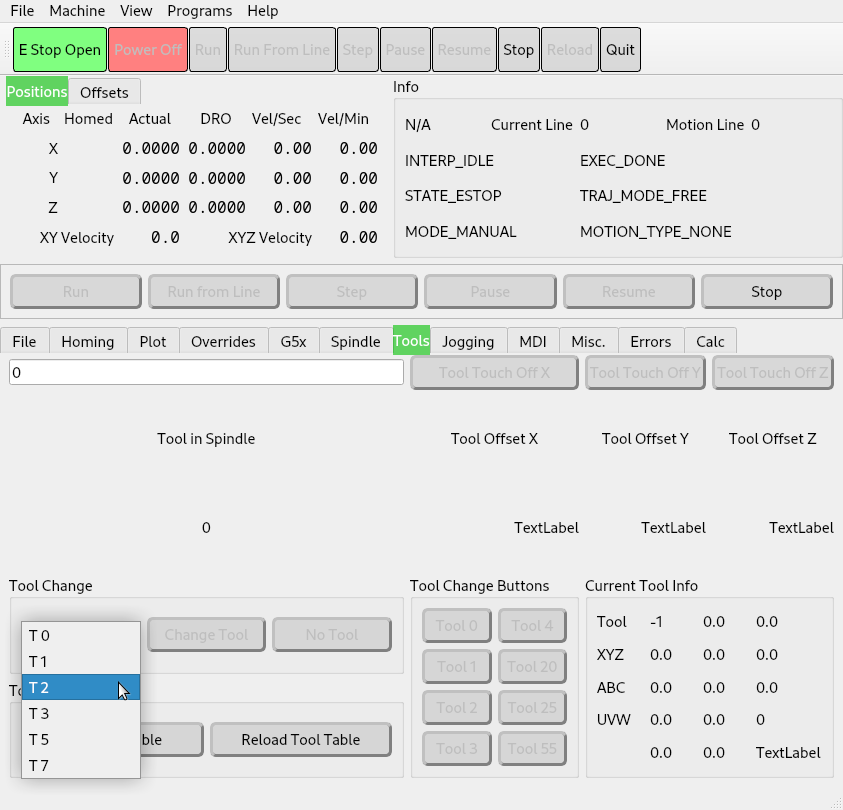 File Machine View Programs Help
E Stop Open Power Off Run Run From Line Step Pause Resume Stop Reload Quit
Positions Offsets
Axis Homed Actual DRO Vel/Sec Vel/Min
X 0.0000 0.0000 0.00 0.00
Y 0.0000 0.0000 0.00 0.00
Z 0.0000 0.0000 0.00 0.00
XY Velocity 0.0 XYZ Velocity 0.00
Info
N/A Current Line 0 Motion Line 0
INTERP_IDLE EXEC_DONE
STATE_ESTOP TRAJ_MODE_FREE
MODE_MANUAL MOTION_TYPE_NONE
Run Run from Line Step Pause Resume Stop
File Homing Plot Overrides G5x Spindle Tools Jogging MDI Misc. Errors Calc
0 Tool Touch Off X Tool Touch Off Y Tool Touch Off Z
Tool in Spindle Tool Offset X Tool Offset Y Tool Offset Z
0 TextLabel TextLabel TextLabel
Tool Change
Change Tool No Tool
T 0
T 1
T 2
T 3
T 5
T 7
Reload Tool Table
Tool Change Buttons
Tool 0 Tool 4
Tool 1 Tool 20
Tool 2 Tool 25
Tool 3 Tool 55
Current Tool Info
Tool -1 0.0 0.0
XYZ 0.0 0.0 0.0
ABC 0.0 0.0 0.0
UVW 0.0 0.0 0
0.0 0.0 TextLabel